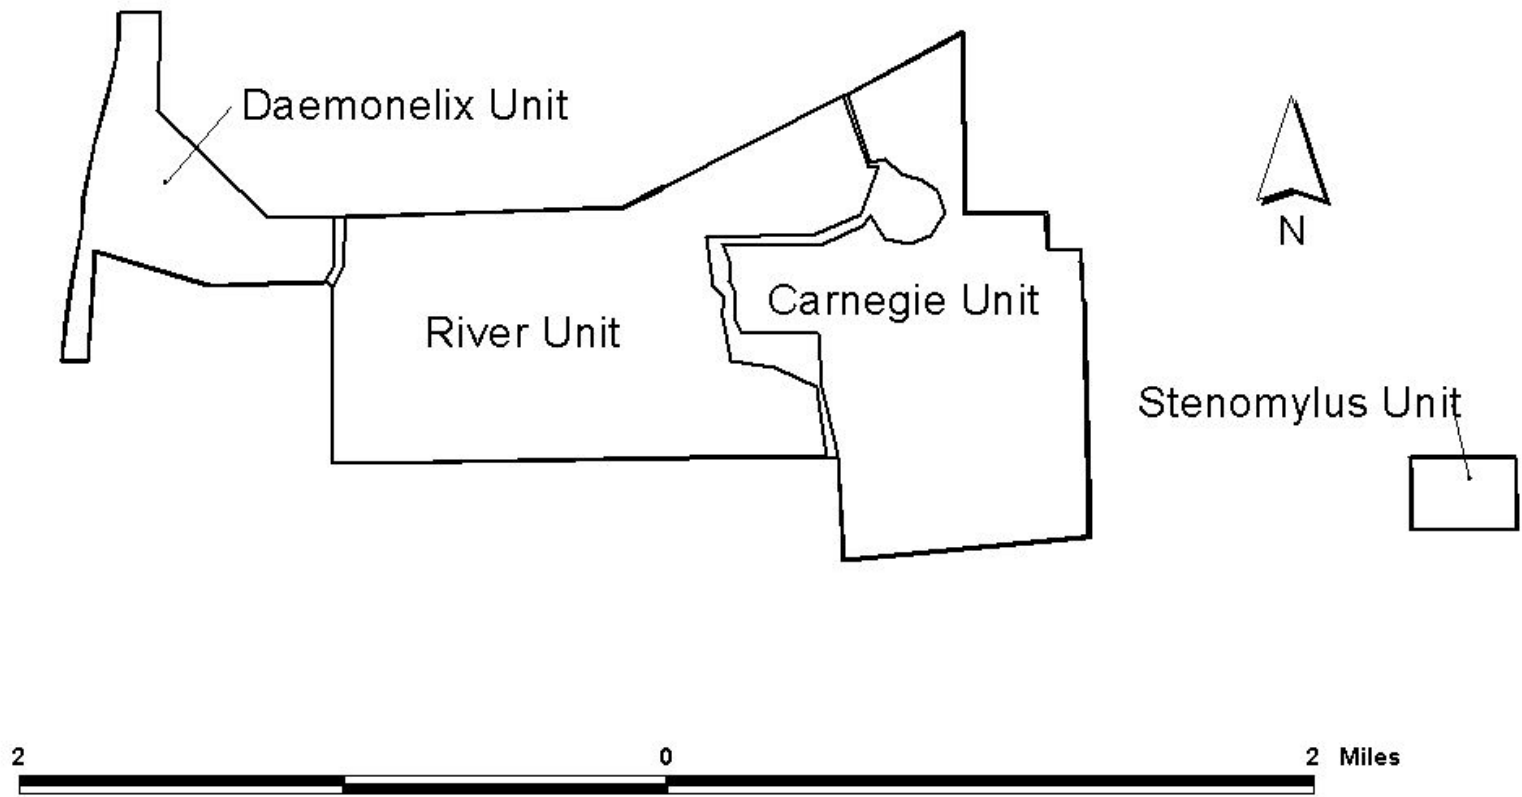 Daemonelix Unit
N
Carnegie Unit
River Unit
Stenomylus Unit
2 0 2 Miles